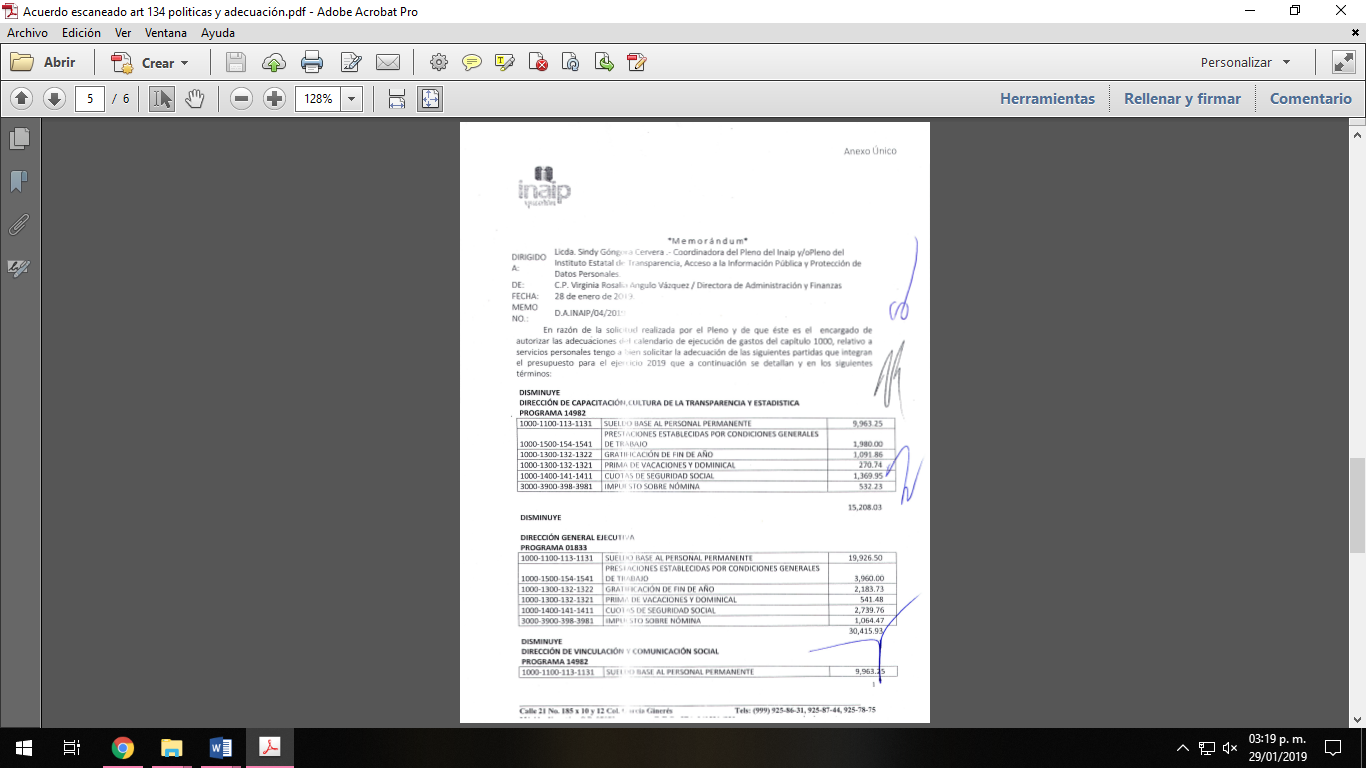 Acuerdo escaneado art 134 politicas y adecuación.pdf - Adobe Acrobat Pro
Archivo Edición Ver Ventana Ayuda
Abrir Crear Personalizar
5 / 6 128% Herramientas Rellenar y firmar Comentario
Anexo Único
inaip
yucatán
"Memorándum"
DIRIGIDO A: Licda. Sindy Góngora Cervera .- Coordinadora del Pleno del Inaip y/oPleno del
Instituto Estatal de Transparencia, Acceso a la Información Pública y Protección de
Datos Personales.
DE: C.P. Virginia Rosalía Angulo Vázquez / Directora de Administración y Finanzas
FECHA: 28 de enero de 2019.
MEMO NO.: D.A.INAIP/04/2019
En razón de la solicitud realizada por el Pleno y de que éste es el encargado de
autorizar las adecuaciones del calendario de ejecución de gastos del capítulo 1000, relativo a
servicios personales tengo a bien solicitar la adecuación de las siguientes partidas que integran
el presupuesto para el ejercicio 2019 que a continuación se detallan y en los siguientes
términos:
DISMINUYE
DIRECCIÓN DE CAPACITACIÓN,CULTURA DE LA TRANSPARENCIA Y ESTADISTICA
PROGRAMA 14982
1000-1100-113-1131 SUELDO BASE AL PERSONAL PERMANENTE 9,963.25
PRESTACIONES ESTABLECIDAS POR CONDICIONES GENERALES
1000-1500-154-1541 DE TRABAJO 1,980.00
1000-1300-132-1322 GRATIFICACIÓN DE FIN DE AÑO 1,091.86
1000-1300-132-1321 PRIMA DE VACACIONES Y DOMINICAL 270.74
1000-1400-141-1411 CUOTAS DE SEGURIDAD SOCIAL 1,369.95
3000-3900-398-3981 IMPUESTO SOBRE NÓMINA 532.23
15,208.03
DISMINUYE
DIRECCIÓN GENERAL EJECUTIVA
PROGRAMA 01833
1000-1100-113-1131 SUELDO BASE AL PERSONAL PERMANENTE 19,926.50
PRESTACIONES ESTABLECIDAS POR CONDICIONES GENERALES
1000-1500-154-1541 DE TRABAJO 3,960.00
1000-1300-132-1322 GRATIFICACIÓN DE FIN DE AÑO 2,183.73
1000-1300-132-1321 PRIMA DE VACACIONES Y DOMINICAL 541.48
1000-1400-141-1411 CUOTAS DE SEGURIDAD SOCIAL 2,739.76
3000-3900-398-3981 IMPUESTO SOBRE NÓMINA 1,064.47
30,415.93
DISMINUYE
DIRECCIÓN DE VINCULACIÓN Y COMUNICACIÓN SOCIAL
PROGRAMA 14982
1000-1100-113-1131 SUELDO BASE AL PERSONAL PERMANENTE 9,963.25
1
Calle 21 No. 185 x 10 y 12 Col. García Ginerés Tels: (999) 925-86-31, 925-87-44, 925-78-75
03:19 p. m.
29/01/2019